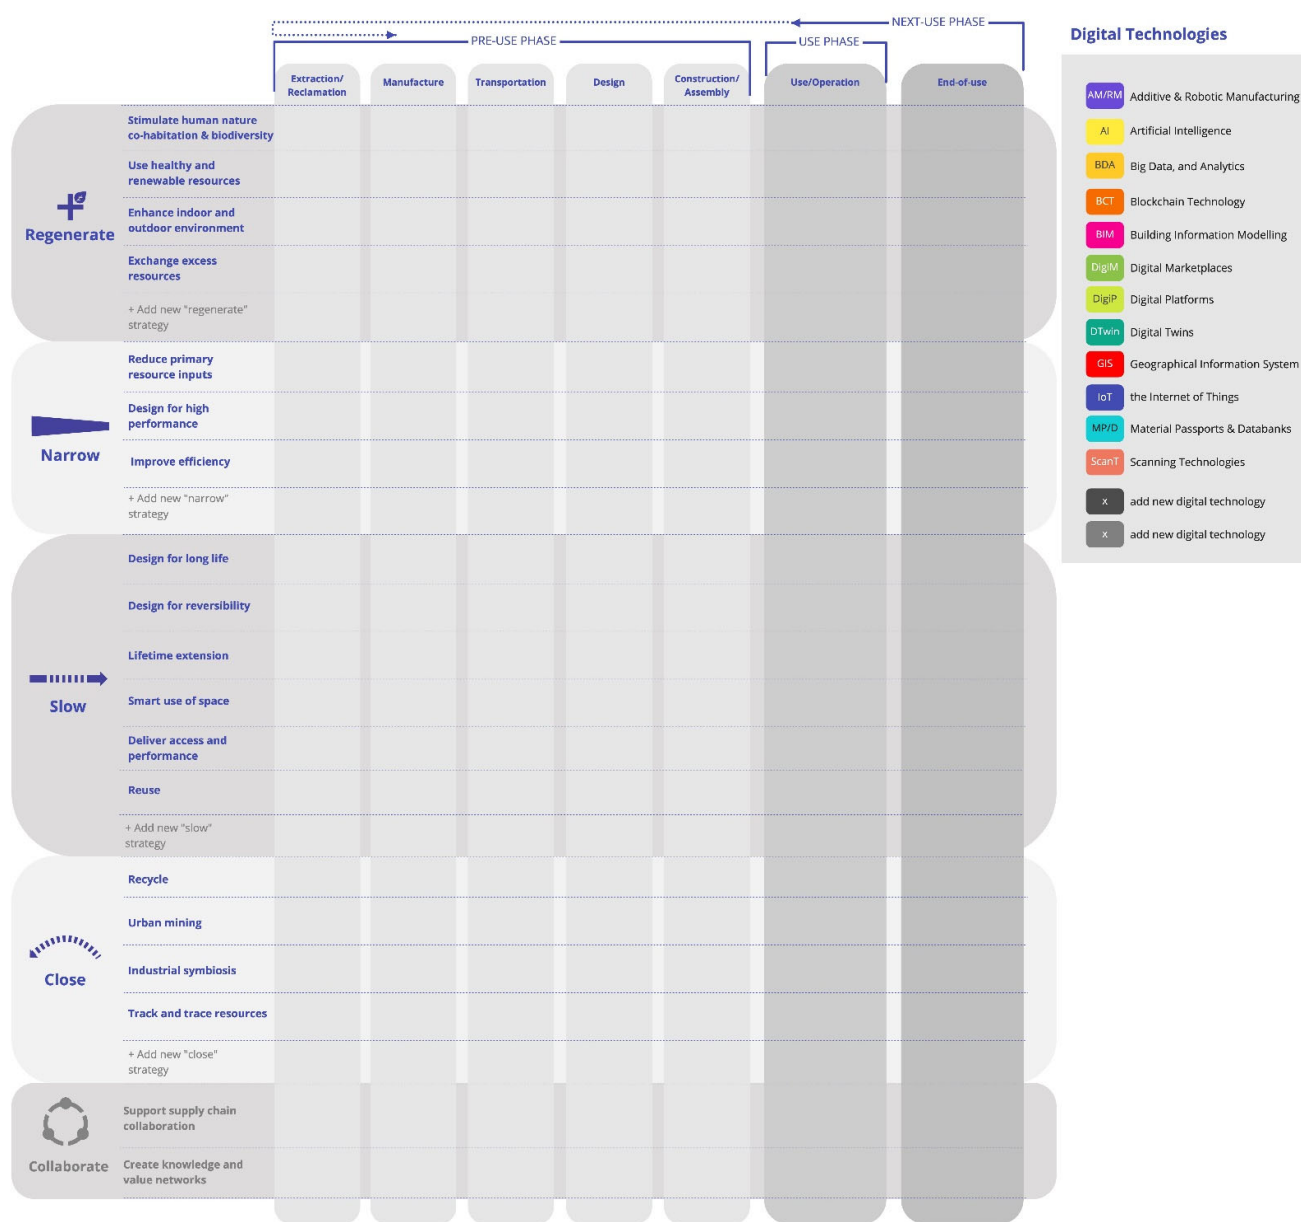 NEXT-USE PHASE
PRE-USE PHASE
USE PHASE
Extraction/
Reclamation
Manufacture
Transportation
Design
Construction/
Assembly
Use/Operation
End-of-use
Regenerate
Stimulate human nature
co-habitation & biodiversity
Use healthy and
renewable resources
Enhance indoor and
outdoor environment
Exchange excess
resources
+ Add new "regenerate"
strategy
Narrow
Reduce primary
resource inputs
Design for high
performance
Improve efficiency
+ Add new "narrow"
strategy
Slow
Design for long life
Design for reversibility
Lifetime extension
Smart use of space
Deliver access and
performance
Reuse
+ Add new "slow"
strategy
Close
Recycle
Urban mining
Industrial symbiosis
Track and trace resources
+ Add new "close"
strategy
Collaborate
Support supply chain
collaboration
Create knowledge and
value networks
Digital Technologies
AM/RM Additive & Robotic Manufacturing
AI Artificial Intelligence
BDA Big Data, and Analytics
BCT Blockchain Technology
BIM Building Information Modelling
DigiM Digital Marketplaces
DigiP Digital Platforms
DTwin Digital Twins
GIS Geographical Information System
IoT the Internet of Things
MP/D Material Passports & Databanks
ScanT Scanning Technologies
x add new digital technology
x add new digital technology